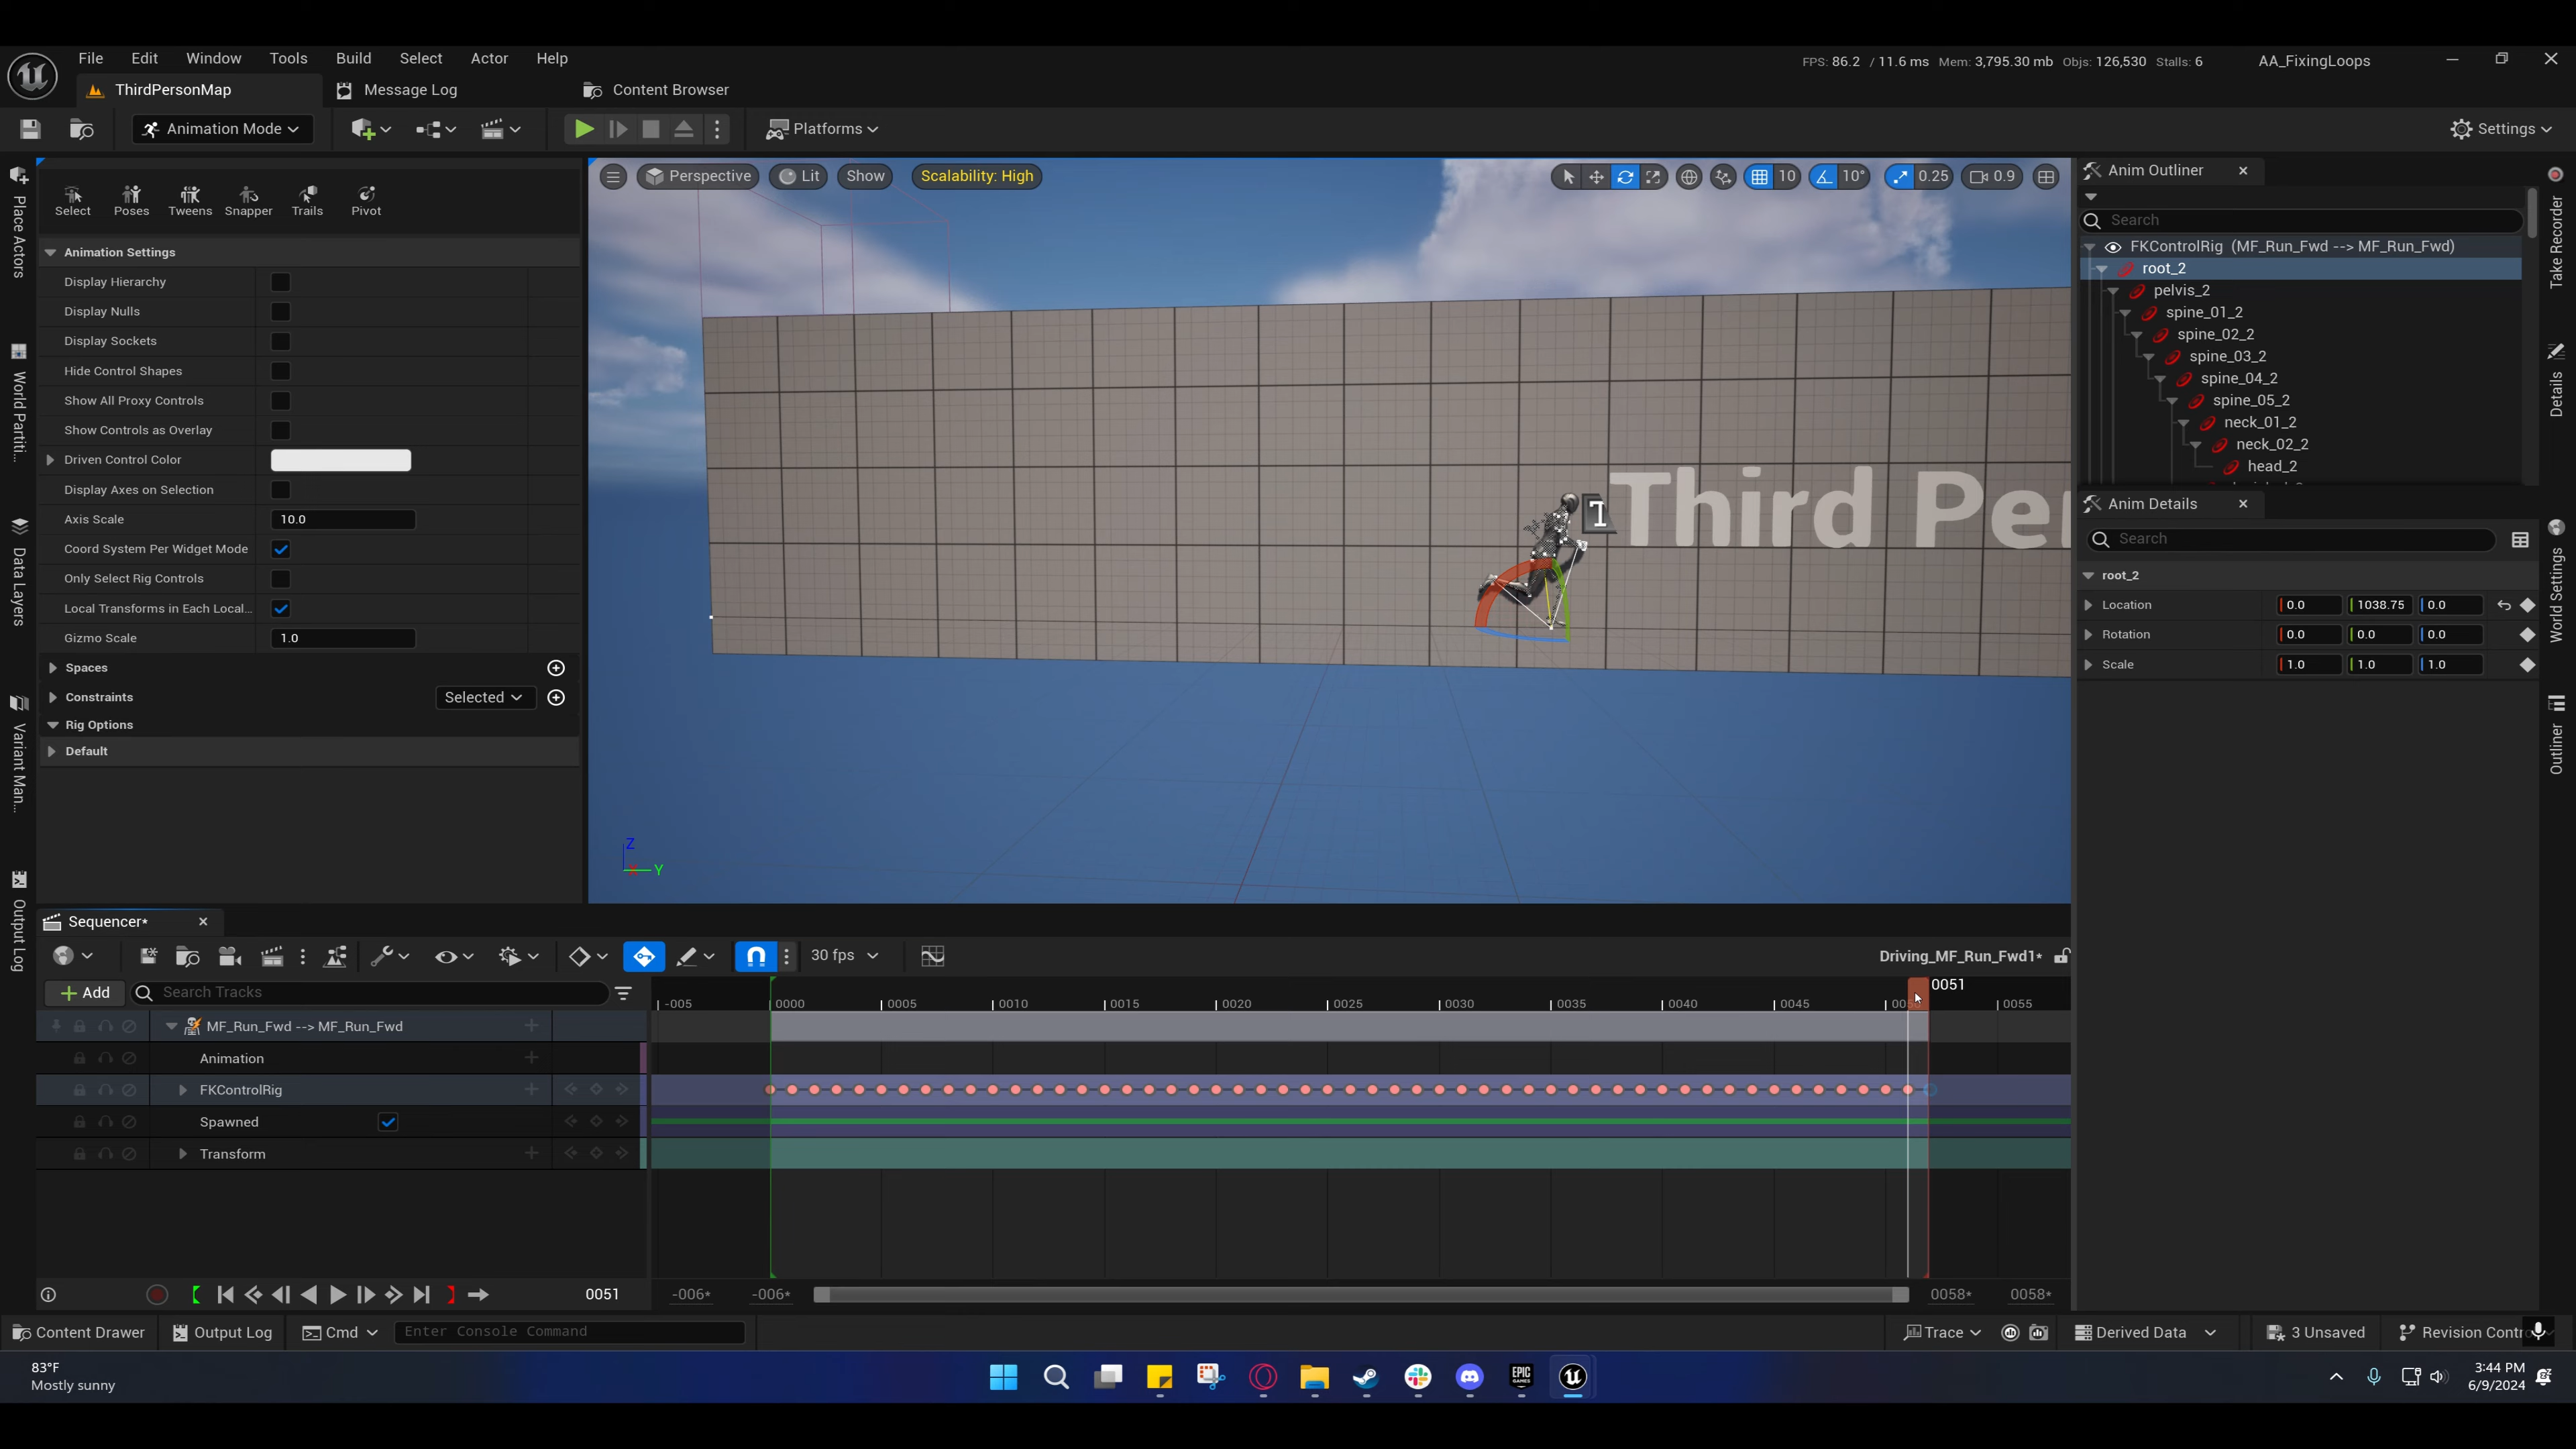 File Edit Window Tools Build Select Actor Help
FPS: 86.2 / 11.6 ms Mem: 3,795.30 mb Objs: 126,530 Stalls: 6
AA_FixingLoops
ThirdPersonMap
Message Log
Content Browser
Animation Mode
Platforms
Settings
Place Actors
World Partiti...
Data Layers
Variant Man...
Output Log
Select Poses Tweens Snapper Trails Pivot
Animation Settings
Display Hierarchy
Display Nulls
Display Sockets
Hide Control Shapes
Show All Proxy Controls
Show Controls as Overlay
Driven Control Color
Display Axes on Selection
Axis Scale 10.0
Coord System Per Widget Mode
Only Select Rig Controls
Local Transforms in Each Local...
Gizmo Scale 1.0
Spaces
Constraints Selected
Rig Options
Default
Perspective Lit Show Scalability: High
10 10° 0.25 0.9
T Third Per
Z
Y
Anim Outliner
Search
FKControlRig (MF_Run_Fwd --> MF_Run_Fwd)
root_2
pelvis_2
spine_01_2
spine_02_2
spine_03_2
spine_04_2
spine_05_2
neck_01_2
neck_02_2
head_2
Anim Details
Search
root_2
Location 0.0 1038.75 0.0
Rotation 0.0 0.0 0.0
Scale 1.0 1.0 1.0
Take Recorder
Details
World Settings
Outliner
Sequencer*
30 fps
Driving_MF_Run_Fwd1*
Add
Search Tracks
0051
-005 0000 0005 0010 0015 0020 0025 0030 0035 0040 0045 0055
MF_Run_Fwd --> MF_Run_Fwd
Animation
FKControlRig
Spawned
Transform
0051 -006* -006* 0058* 0058*
Content Drawer
Output Log
Cmd
Enter Console Command
Trace
Derived Data
3 Unsaved
Revision Contro
83°F
Mostly sunny
EPIC GAMES
3:44 PM
6/9/2024